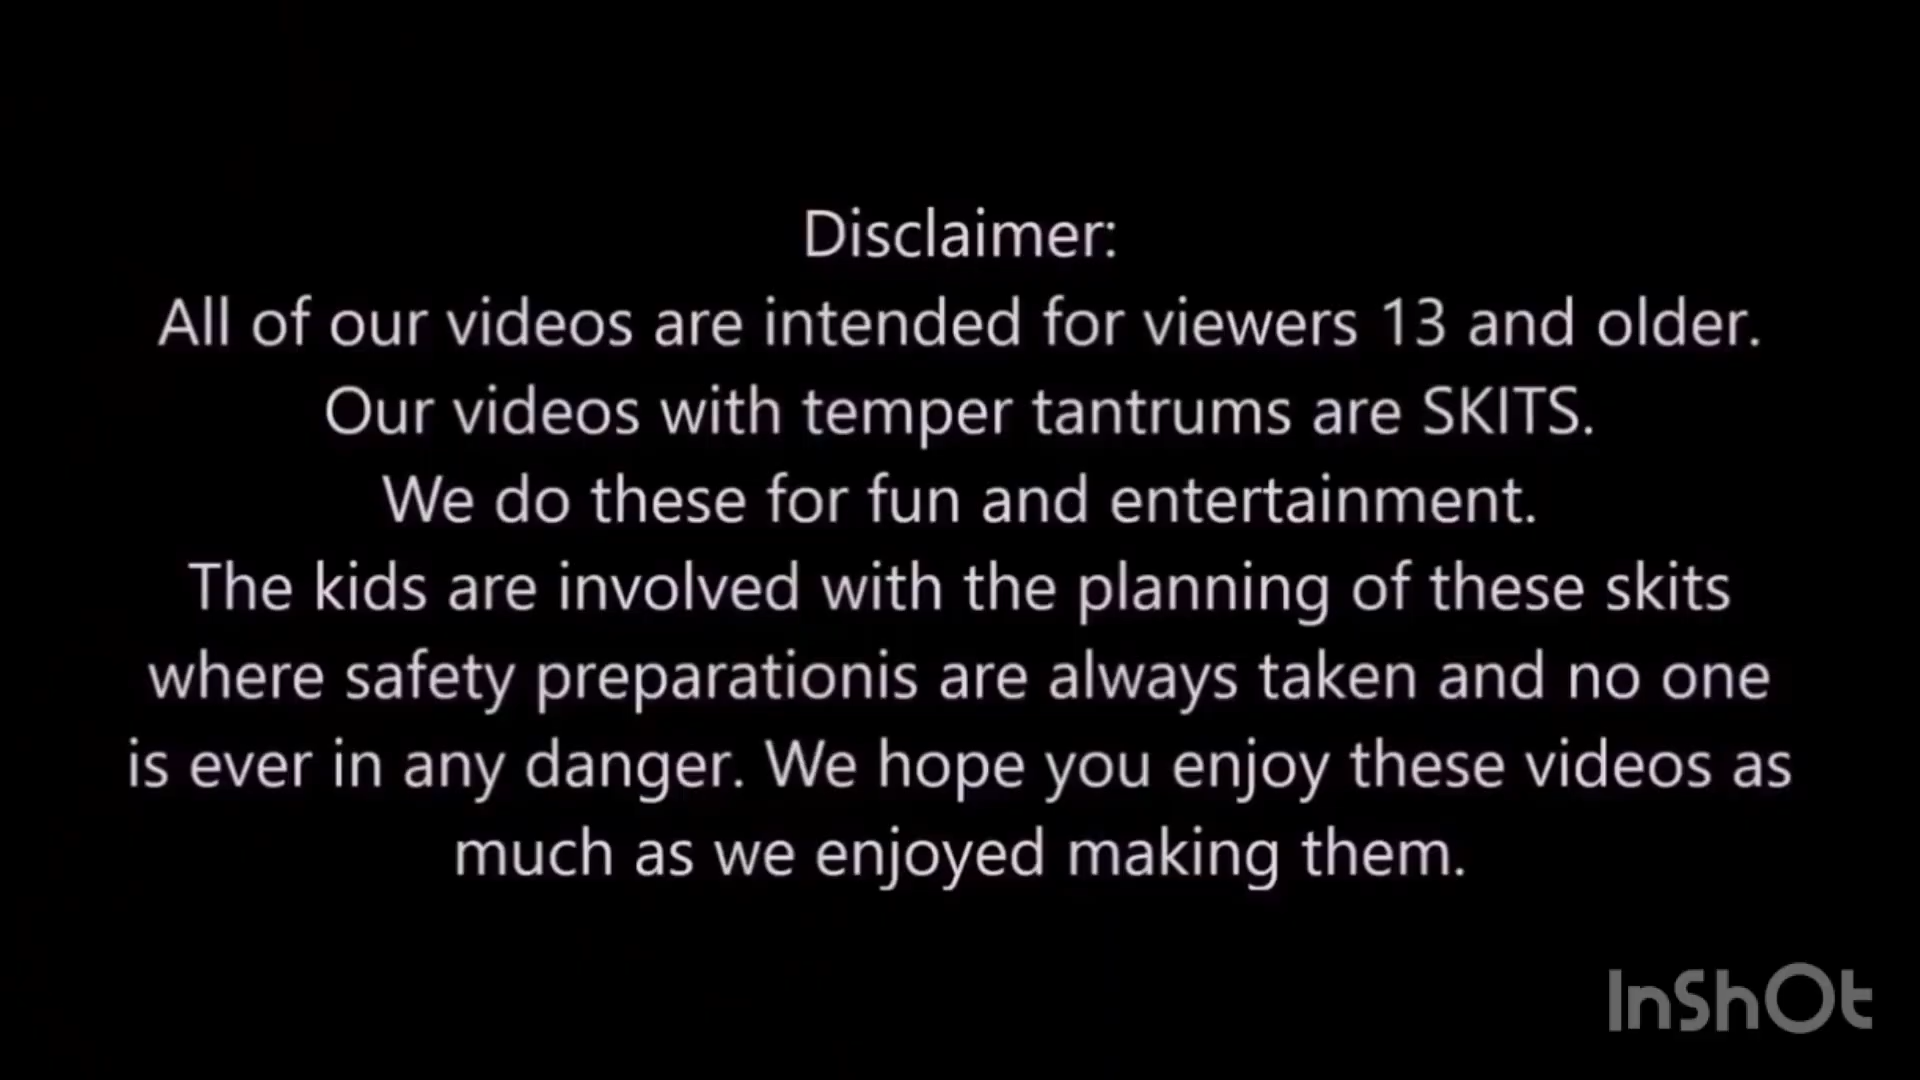 Disclaimer:
All of our videos are intended for viewers 13 and older.
Our videos with temper tantrums are SKITS.
We do these for fun and entertainment.
The kids are involved with the planning of these skits
where safety preparationis are always taken and no one
is ever in any danger. We hope you enjoy these videos as
much as we enjoyed making them.
InShOt